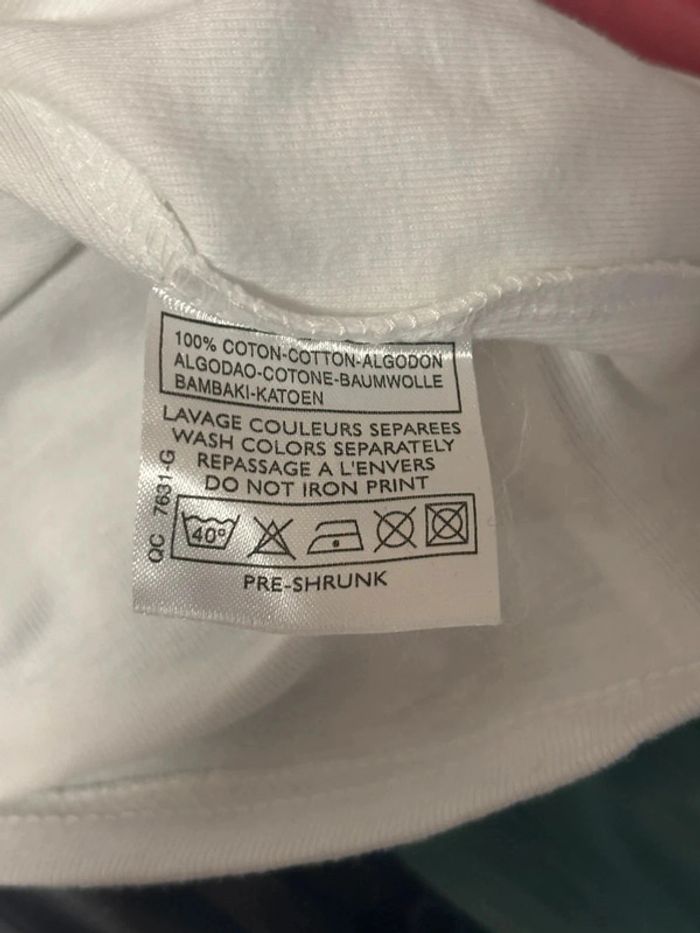 100% COTON-COTTON-ALGODON
ALGODAO-COTONE-BAUMWOLLE
BAMBAKI-KATOEN
LAVAGE COULEURS SEPAREES
WASH COLORS SEPARATELY
REPASSAGE A L'ENVERS
DO NOT IRON PRINT
QC 7631-G
40°
PRE-SHRUNK